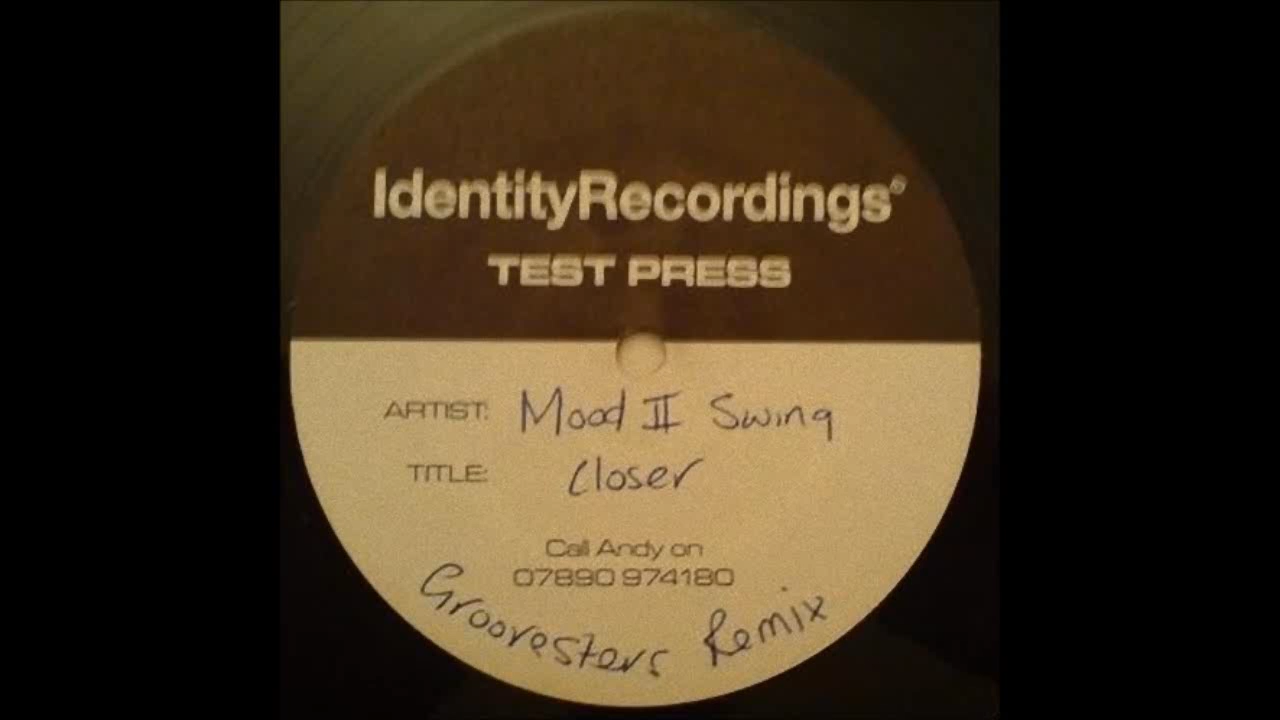 IdentityRecordings®
TEST PRESS
ARTIST: Mood II Swing
TITLE: Closer
Call Andy on
07890 974180
Groovesters Remix